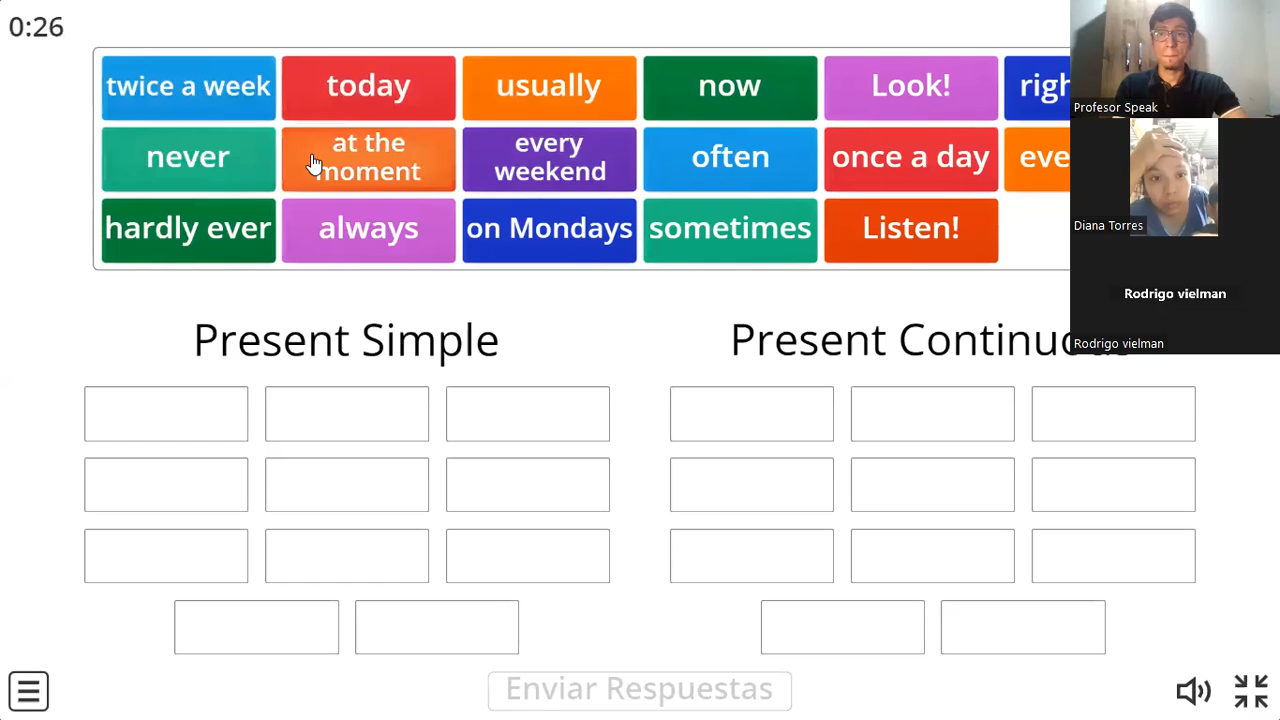 0:26
twice a week
today
usually
now
Look!
Profesor Speak
never
at the
moment
every
weekend
often
once a day
Diana Torres
hardly ever
always
on Mondays
sometimes
Listen!
Rodrigo vielman
Present Simple
Present
Rodrigo vielman
Enviar Respuestas